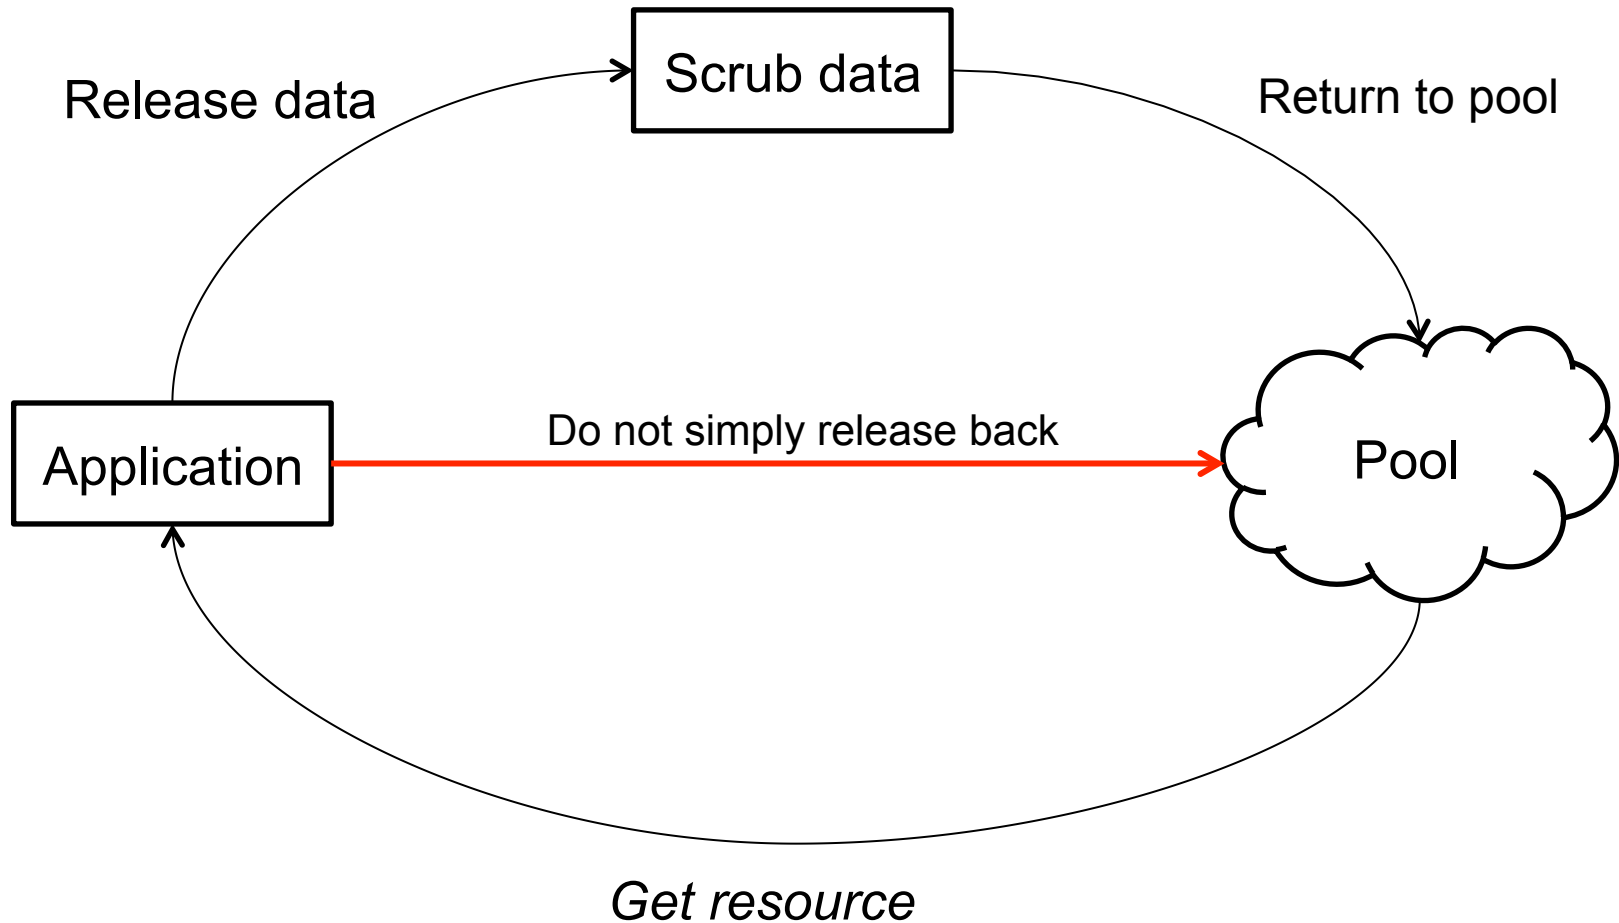 Scrub data
Release data
Return to pool
Do not simply release back
Application
Pool
Get resource